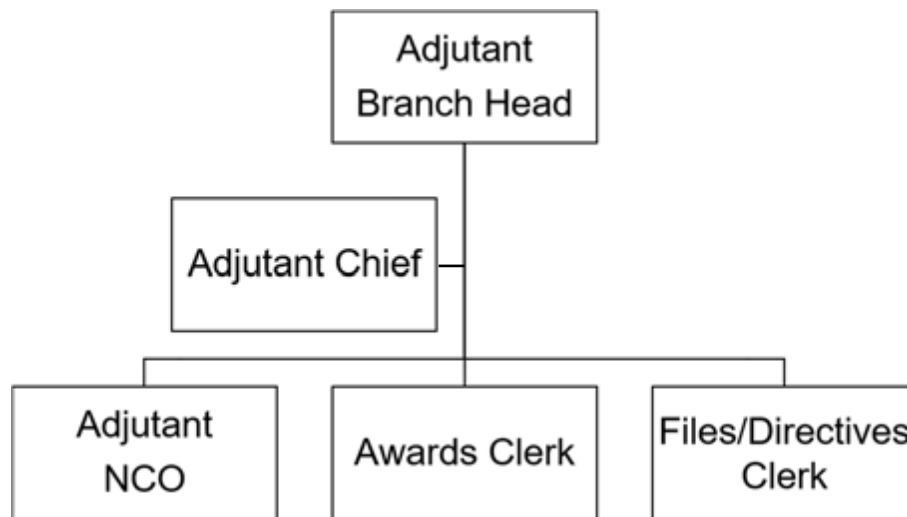 Adjutant
Branch Head
Adjutant Chief
Adjutant
NCO
Awards Clerk
Files/Directives
Clerk